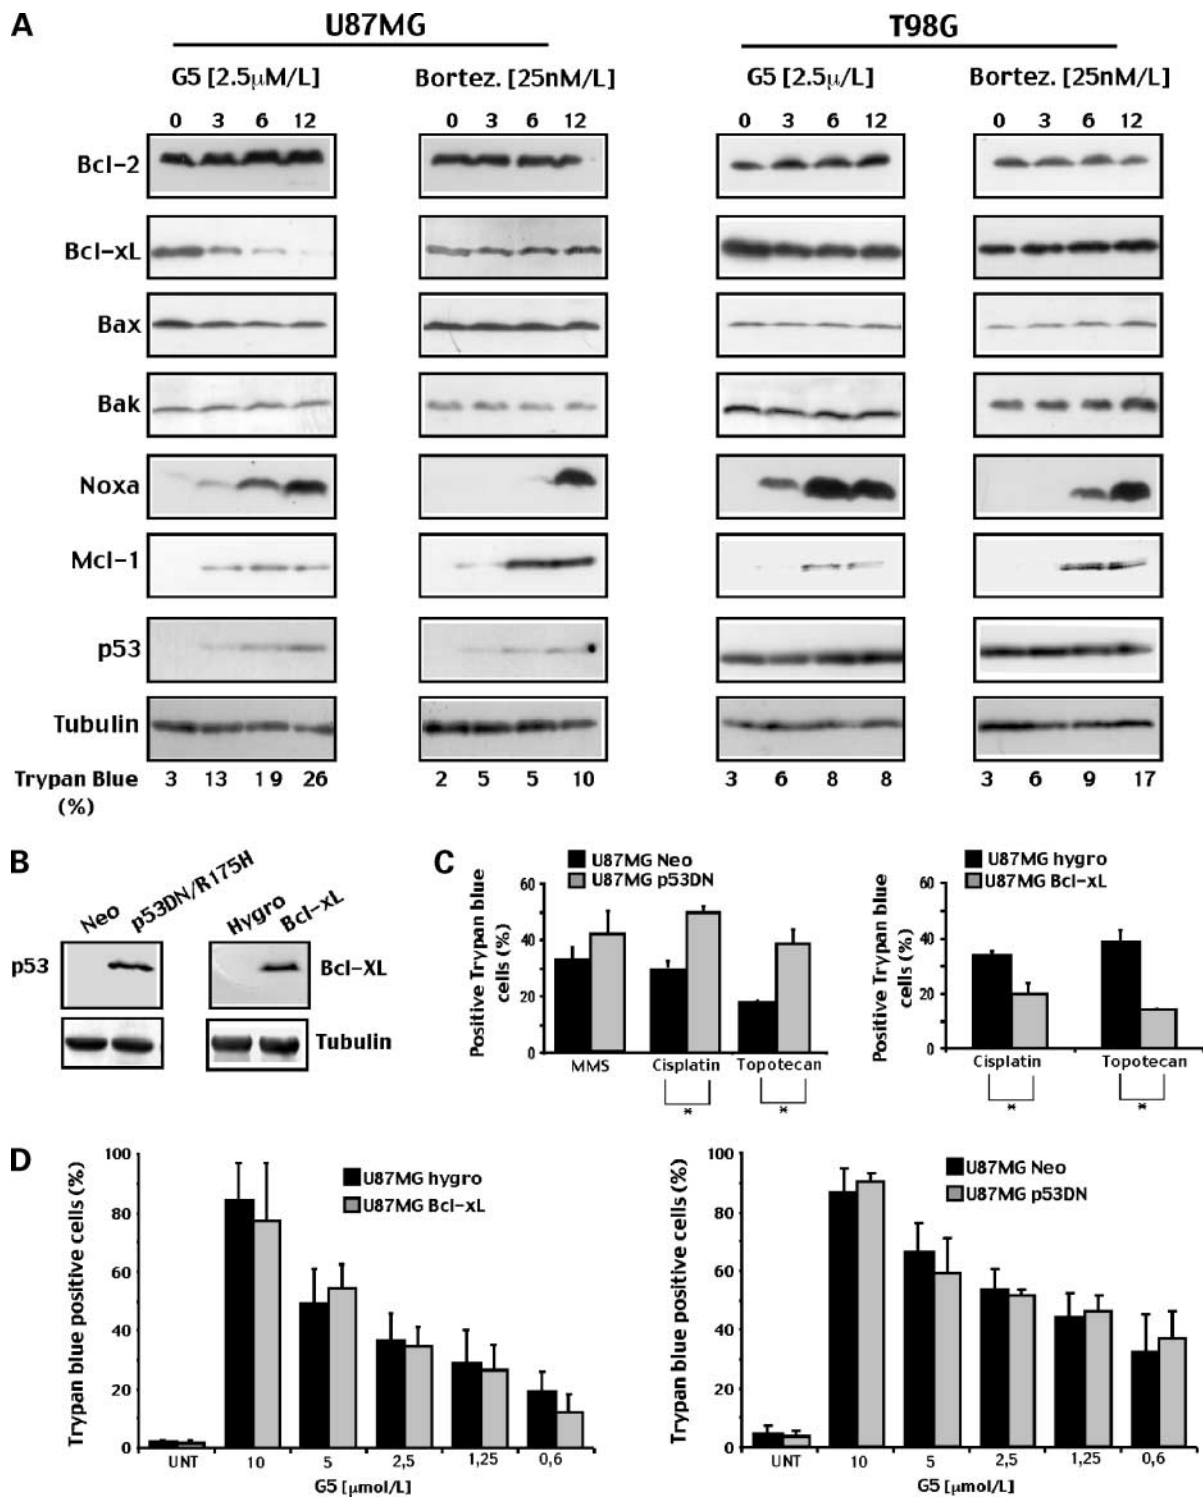 A
U87MG T98G
G5 [2.5μM/L] Bortez. [25nM/L] G5 [2.5μ/L] Bortez. [25nM/L]
0 3 6 12 0 3 6 12 0 3 6 12 0 3 6 12
Bcl-2
Bcl-xL
Bax
Bak
Noxa
Mcl-1
p53
Tubulin
Trypan Blue 3 13 19 26 2 5 5 10 3 6 8 8 3 6 9 17
(%)
B
Neo p53DN/R175H Hygro Bcl-xL
p53 Bcl-XL
Tubulin
C
U87MG Neo
U87MG p53DN
Positive Trypan blue
cells (%)
60
40
20
0
MMS Cisplatin Topotecan
* *
U87MG hygro
U87MG Bcl-xL
Positive Trypan blue
cells (%)
60
40
20
0
Cisplatin Topotecan
* *
D
Trypan blue positive cells (%)
100
80
60
40
20
0
U87MG hygro
U87MG Bcl-xL
UNT 10 5 2,5 1,25 0,6
G5 [μmol/L]
Trypan blue positive cells (%)
100
80
60
40
20
0
U87MG Neo
U87MG p53DN
UNT 10 5 2,5 1,25 0,6
G5 [μmol/L]